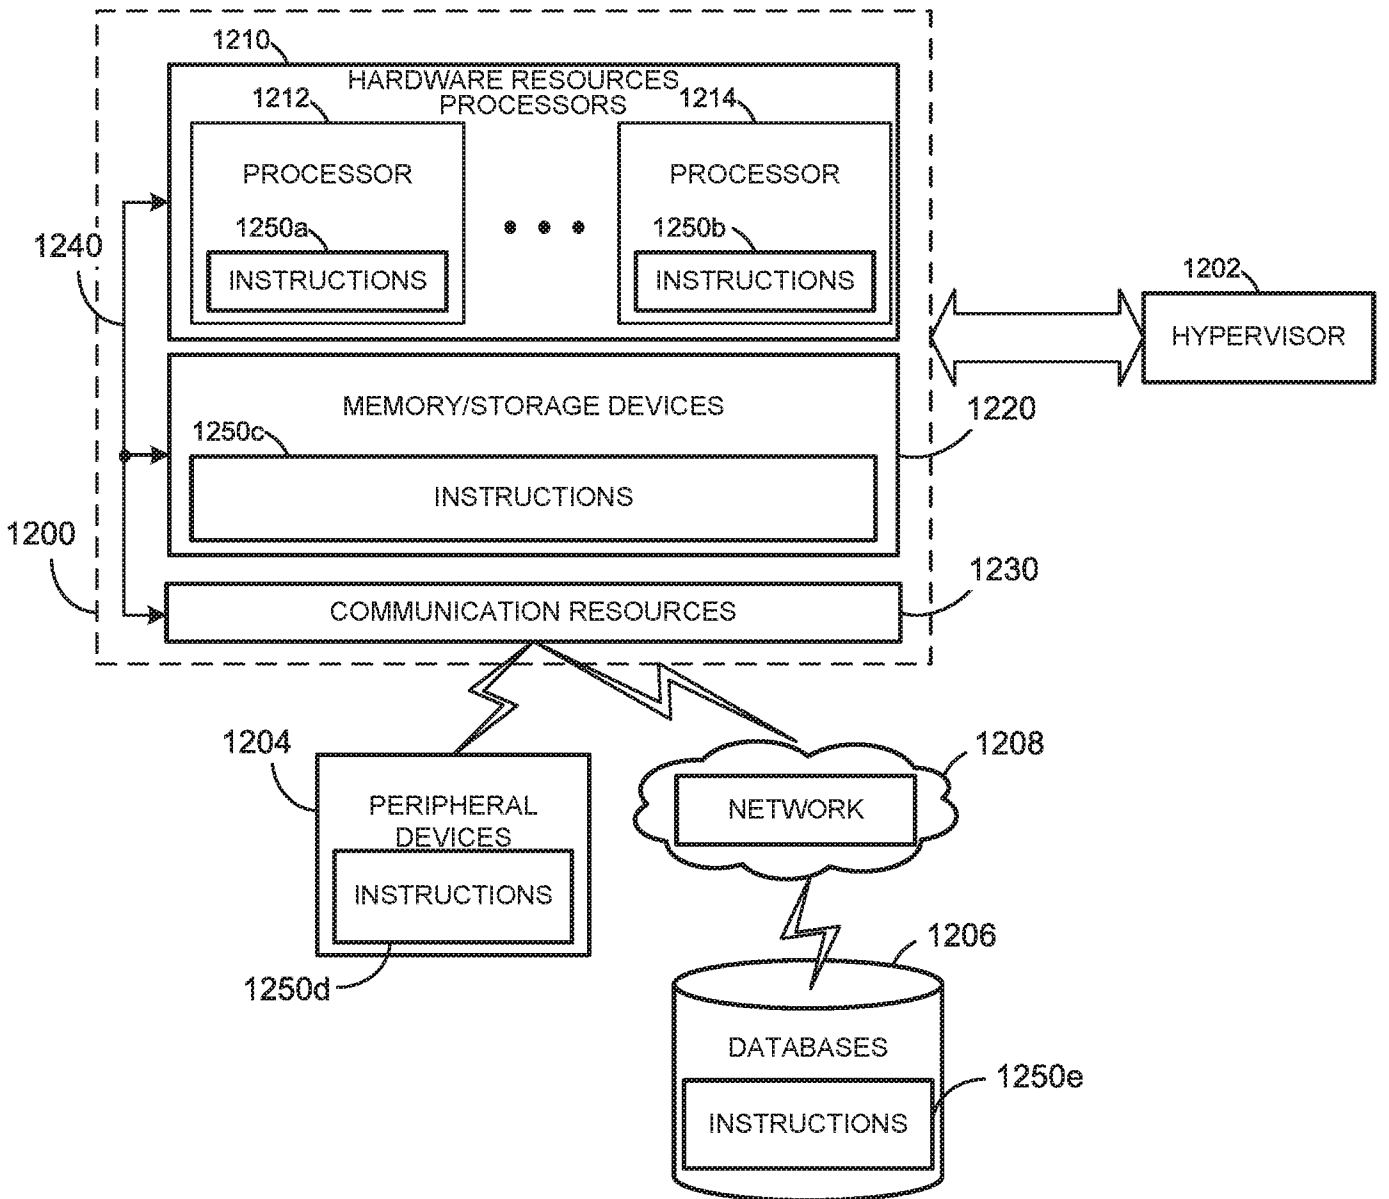 1210
HARDWARE RESOURCES
1212
PROCESSORS
1214
PROCESSOR
PROCESSOR
1250a
1250b
INSTRUCTIONS
INSTRUCTIONS
1240
1202
HYPERVISOR
MEMORY/STORAGE DEVICES
1220
1250c
INSTRUCTIONS
1200
1230
COMMUNICATION RESOURCES
1204
1208
PERIPHERAL
DEVICES
NETWORK
INSTRUCTIONS
1206
1250d
DATABASES
1250e
INSTRUCTIONS